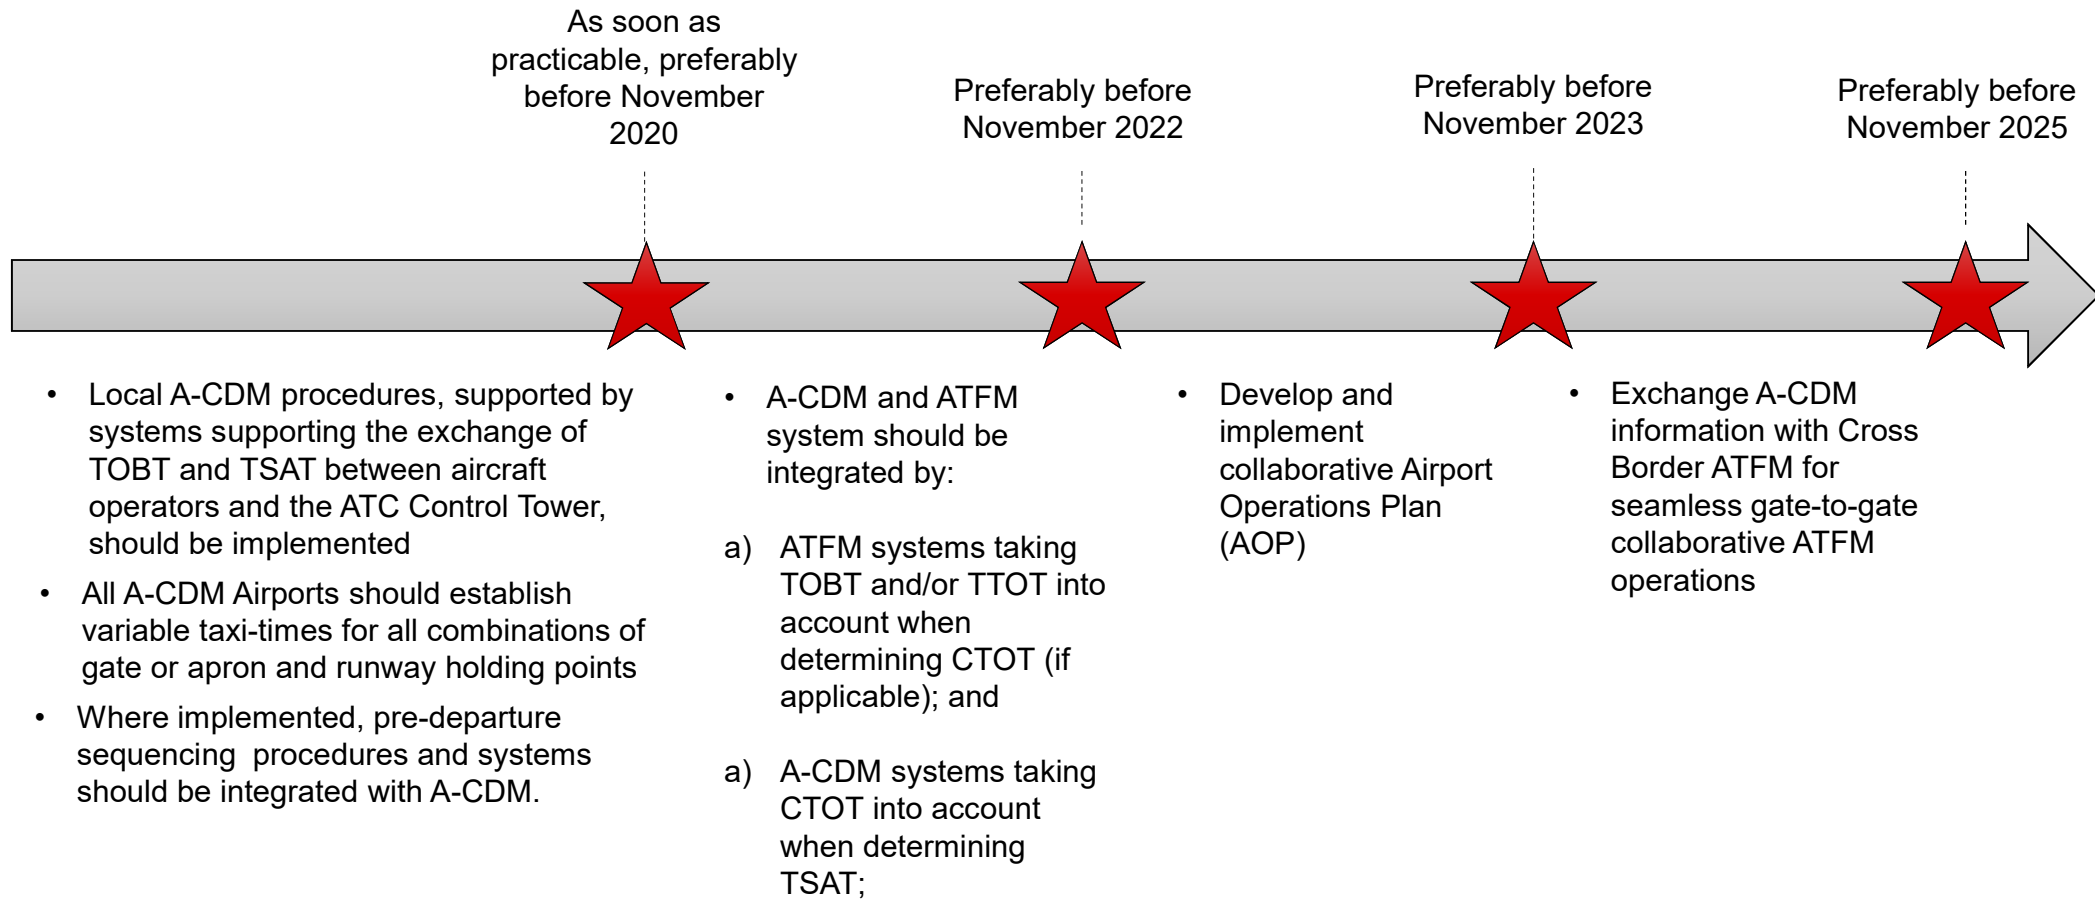 As soon as
practicable, preferably
before November
2020
Preferably before
November 2022
Preferably before
November 2023
Preferably before
November 2025
• Local A-CDM procedures, supported by
systems supporting the exchange of
TOBT and TSAT between aircraft
operators and the ATC Control Tower,
should be implemented
• All A-CDM Airports should establish
variable taxi-times for all combinations of
gate or apron and runway holding points
• Where implemented, pre-departure
sequencing  procedures and systems
should be integrated with A-CDM.
• A-CDM and ATFM
system should be
integrated by:
a) ATFM systems taking
TOBT and/or TTOT into
account when
determining CTOT (if
applicable); and
a) A-CDM systems taking
CTOT into account
when determining
TSAT;
• Develop and
implement
collaborative Airport
Operations Plan
(AOP)
• Exchange A-CDM
information with Cross
Border ATFM for
seamless gate-to-gate
collaborative ATFM
operations